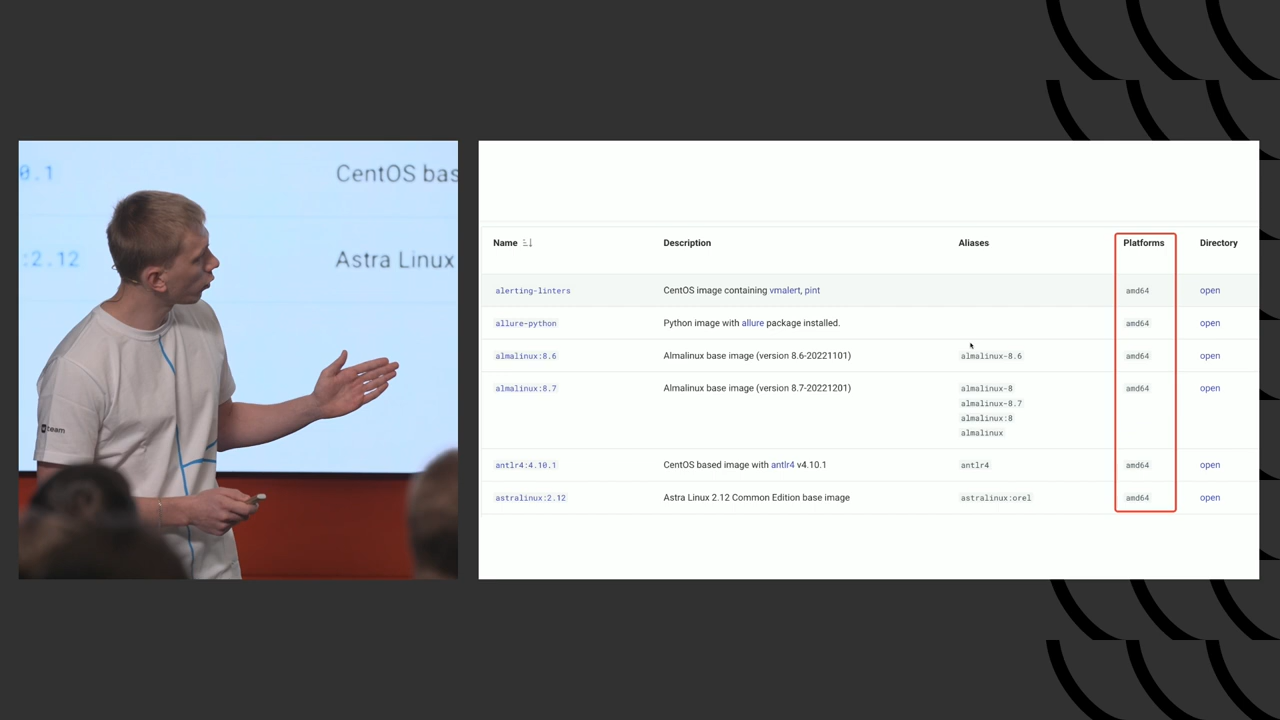 0.1
CentOS bas
:2.12
Astra Linux
team
Name Description Aliases Platforms Directory
alerting-linters CentOS image containing vmalert, pint amd64 open
allure-python Python image with allure package installed. amd64 open
almalinux:8.6 Almalinux base image (version 8.6-20221101) almalinux-8.6 amd64 open
almalinux:8.7 Almalinux base image (version 8.7-20221201) almalinux-8 amd64 open
almalinux-8.7
almalinux:8
almalinux
antlr4:4.10.1 CentOS based image with antlr4 v4.10.1 antlr4 amd64 open
astralinux:2.12 Astra Linux 2.12 Common Edition base image astralinux:orel amd64 open